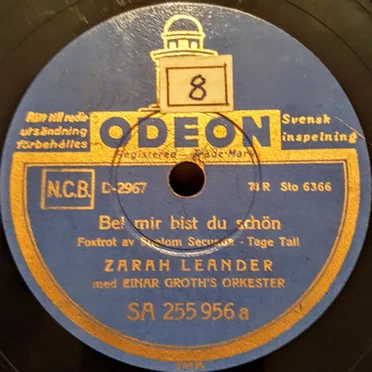 8
Rätt till radio-
utsändning
förbehålles
ODEON
Svensk
inspelning
Registered Trade-Mark
N.C.B. D-2967 78 R Sto 6366
Bei mir bist du schön
Foxtrot av Sholom Secunda - Tage Tall
ZARAH LEANDER
med EINAR GROTH'S ORKESTER
SA 255 956 a